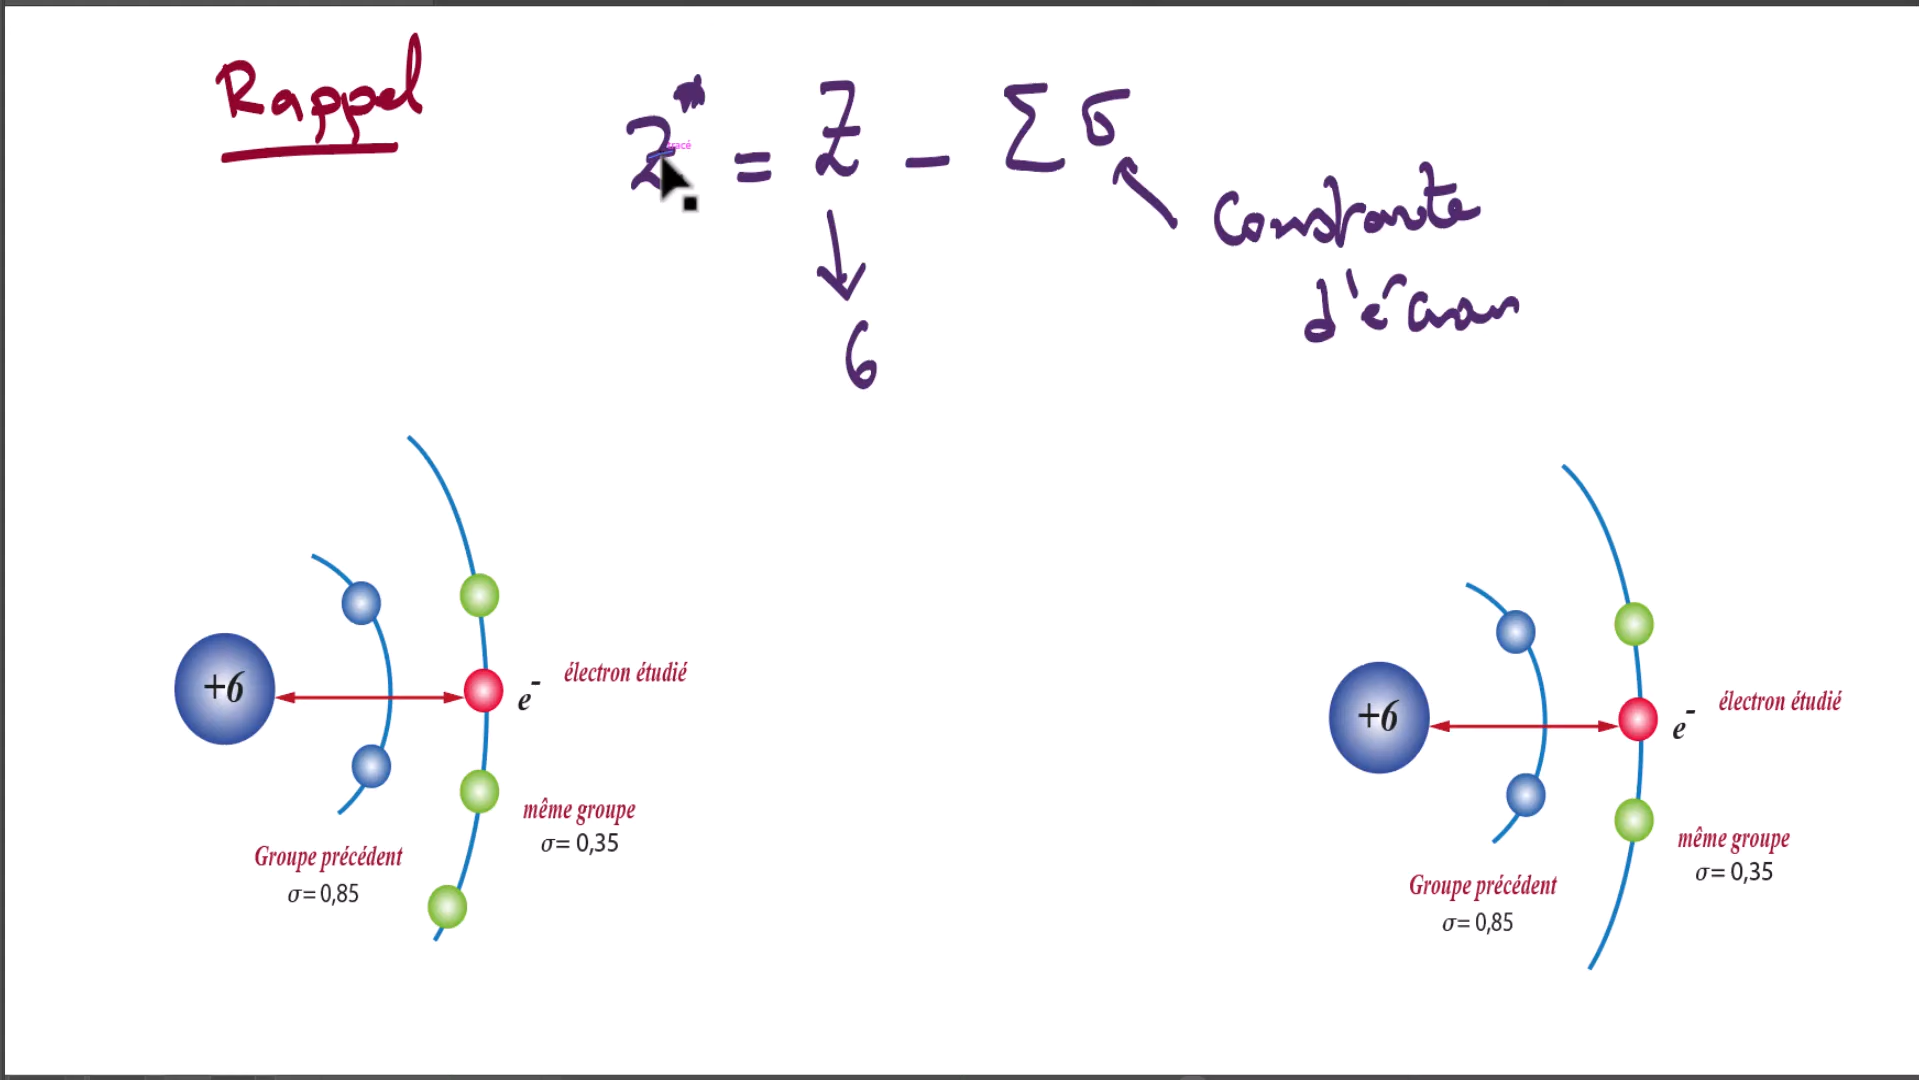 Rappel
Z* = Z - Σ σ
Constante
d'écran
6
+6
e-
électron étudié
même groupe
σ= 0,35
Groupe précédent
σ= 0,85
+6
e-
électron étudié
même groupe
σ= 0,35
Groupe précédent
σ= 0,85